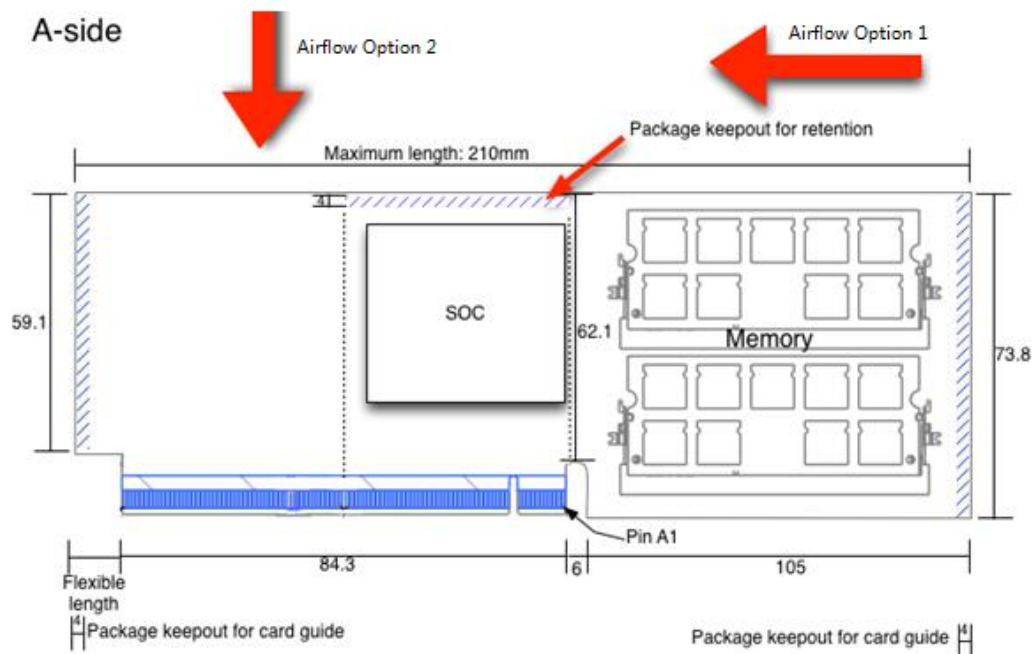 A-side
Airflow Option 2
Airflow Option 1
Package keepout for retention
Maximum length: 210mm
4
59.1
SOC
62.1
Memory
73.8
Pin A1
84.3
6
105
Flexible
length
4
Package keepout for card guide
Package keepout for card guide
4